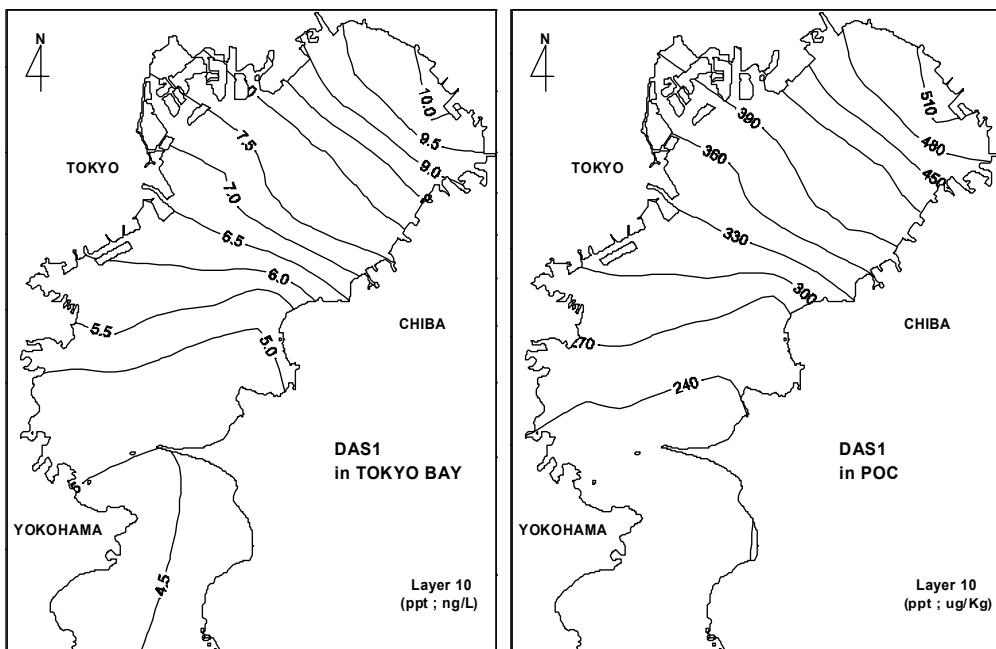 N
TOKYO
10.0
9.5
9.0
7.5
7.0
6.5
6.0
5.5
5.0
CHIBA
DAS1
in TOKYO BAY
YOKOHAMA
4.5
Layer 10
(ppt ; ng/L)
N
TOKYO
510
480
450
390
360
330
300
270
240
CHIBA
DAS1
in POC
YOKOHAMA
Layer 10
(ppt ; ug/Kg)